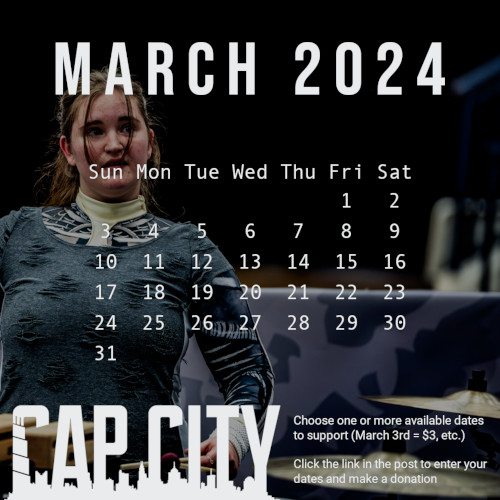 MARCH 2024
Sun Mon Tue Wed Thu Fri Sat
1 2
3 4 5 6 7 8 9
10 11 12 13 14 15 16
17 18 19 20 21 22 23
24 25 26 27 28 29 30
31
CAP CITY
Choose one or more available dates
to support (March 3rd = $3, etc.)
Click the link in the post to enter your
dates and make a donation